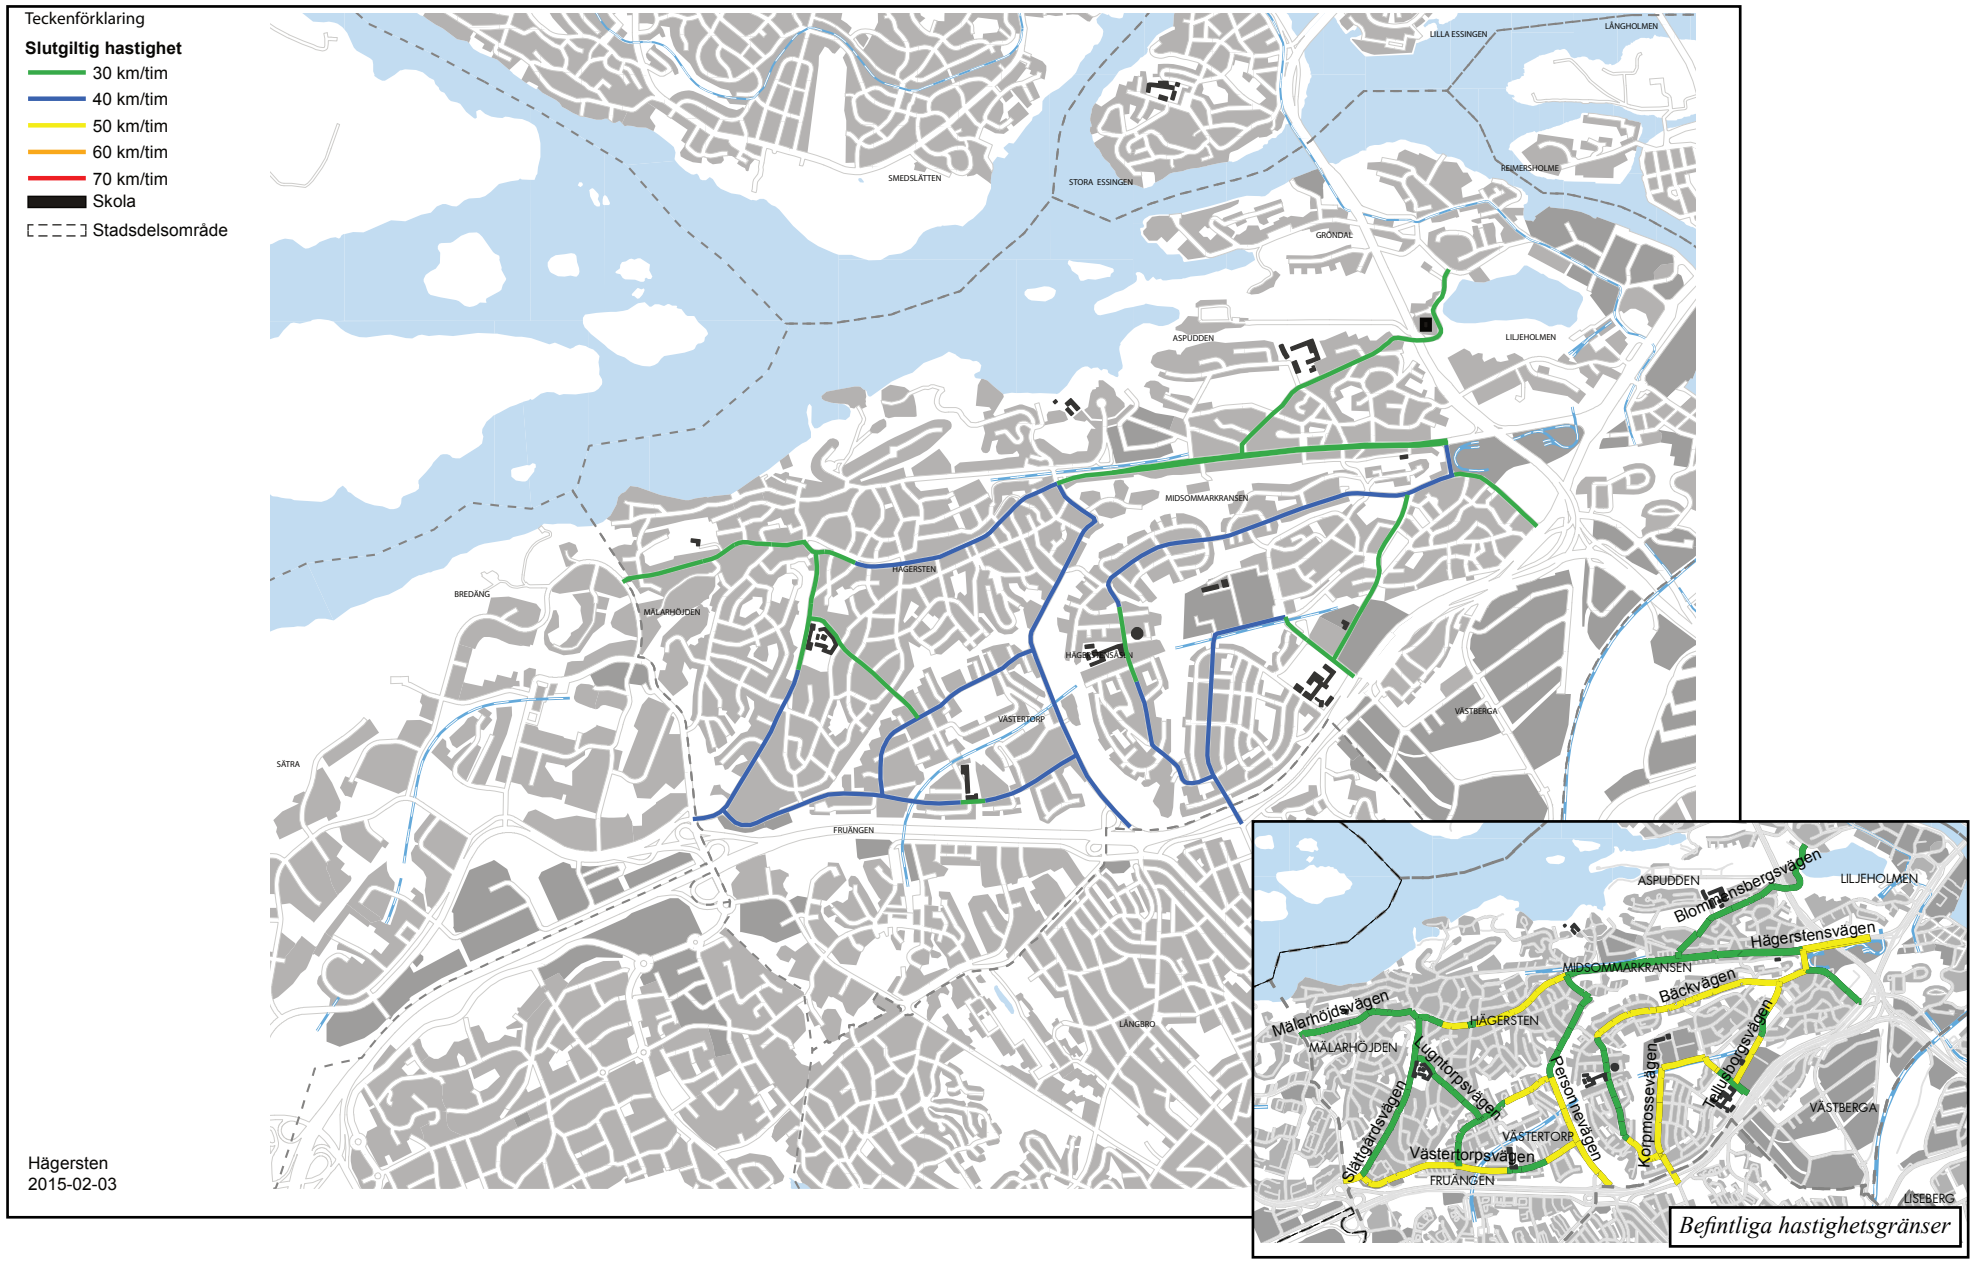 Teckenförklaring
Slutgiltig hastighet
30 km/tim
40 km/tim
50 km/tim
60 km/tim
70 km/tim
Skola
Stadsdelsområde
LÅNGHOLMEN
LILLA ESSINGEN
REIMERSHOLME
SMEDSLÄTTEN
STORA ESSINGEN
GRÖNDAL
ASPUDDEN
LILJEHOLMEN
MIDSOMMARKRANSEN
HÄGERSTEN
BREDÄNG
MÄLARHÖJDEN
HÄGERSTENSÅSEN
VÄSTERTORP
VÄSTBERGA
SÄTRA
FRUÄNGEN
LÅNGBRO
Hägersten
2015-02-03
ASPUDDEN
LILJEHOLMEN
Blommensbergsvägen
Hägerstensvägen
MIDSOMMARKRANSEN
Bäckvägen
Mälarhöjdsvägen
HÄGERSTEN
MÄLARHÖJDEN
Lugntorpsvägen
Personnevägen
Korpmossevägen
Tellusborgsvägen
Slättgårdsvägen
VÄSTBERGA
VÄSTERTORP
Västertorpsvägen
FRUÄNGEN
LISEBERG
Befintliga hastighetsgränser